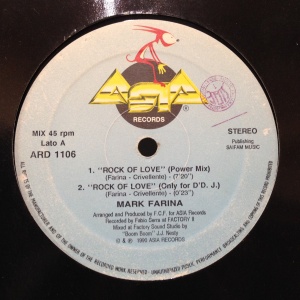 ASIA
®
RECORDS
MIX 45 rpm
Lato A
ARD 1106
STEREO
Publishing
SAIFAM MUSIC
1. "ROCK OF LOVE" (Power Mix)
(Farina - Crivellente) - (7'20")
2. "ROCK OF LOVE" (Only for D'D. J.)
(Farina - Crivellente) - (0'23")
MARK FARINA
Arranged and Produced by F.C.F. for ASIA Records
Recorded by Fabio Serra at FACTORY II
Mixed at Factory Sound Studio by
"Boom Boom" J.J. Nedy
© & ℗ 1989 ASIA RECORDS